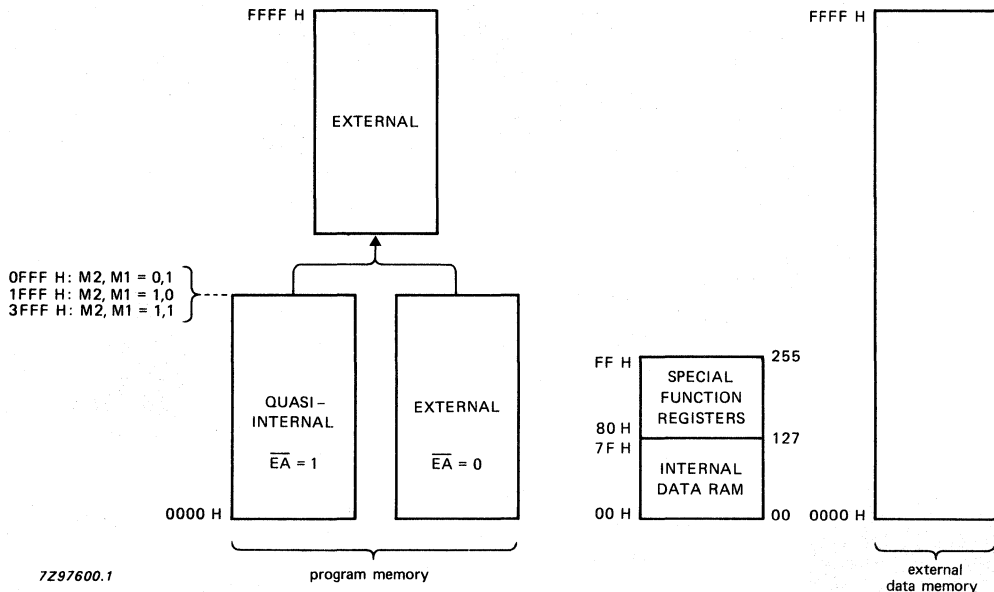 FFFF H
EXTERNAL
0FFF H: M2, M1 = 0,1
1FFF H: M2, M1 = 1,0
3FFF H: M2, M1 = 1,1
QUASI–
INTERNAL
E̅A̅ = 1
EXTERNAL
E̅A̅ = 0
0000 H
program memory
FF H
255
SPECIAL
FUNCTION
REGISTERS
80 H
127
7F H
INTERNAL
DATA RAM
00 H
00
FFFF H
0000 H
external
data memory
7Z97600.1